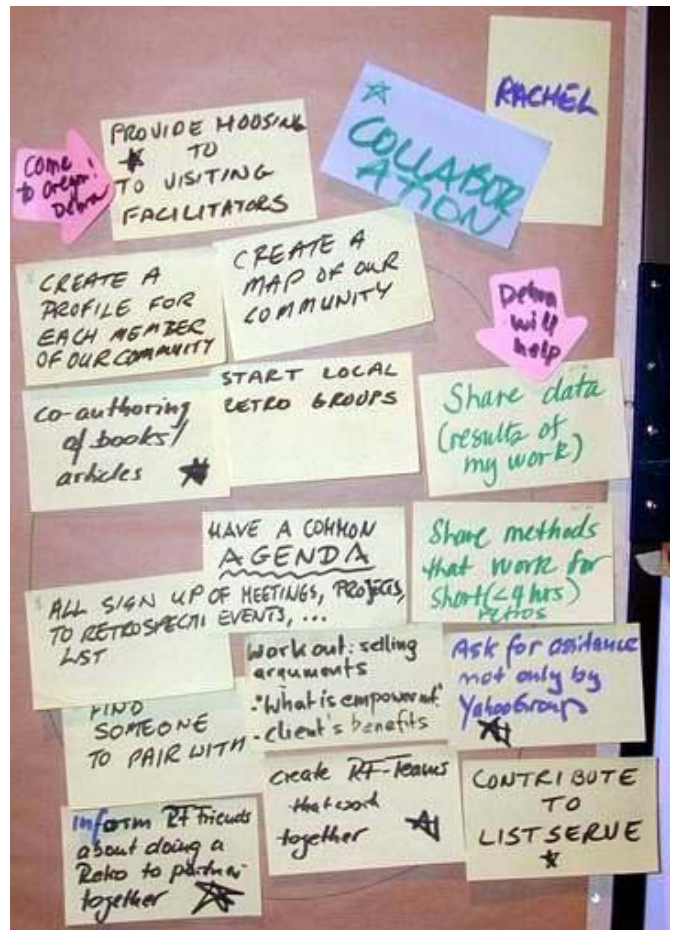 RACHEL
☆
COLLABOR
ATION
PROVIDE HOUSING
★ TO
TO VISITING
FACILITATORS
Come
to Oregon!
Debra
CREATE A
PROFILE FOR
EACH MEMBER
OF OUR COMMUITY
CREATE A
MAP OF OUR
COMMUNITY
Debra
will
help
co-authoring
of books/
articles ★
START LOCAL
RETRO GROUPS
Share data
(results of
my work)
HAVE A COMMON
AGENDA
OF MEETINGS, PROJECTS,
EVENTS, ...
Share methods
that work for
short (<4 hrs)
retros
ALL SIGN UP
TO RETROSPECTI
LIST
Work out: selling
arguments
- "What is empowerm't"
- client's benefits
Ask for assistance
not only by
YahooGroups
★
FIND
SOMEONE
TO PAIR WITH
create RF-Teams
that work
together ★
CONTRIBUTE
TO
LISTSERVE
★
inform RF friends
about doing a
Retro to partner
together ★